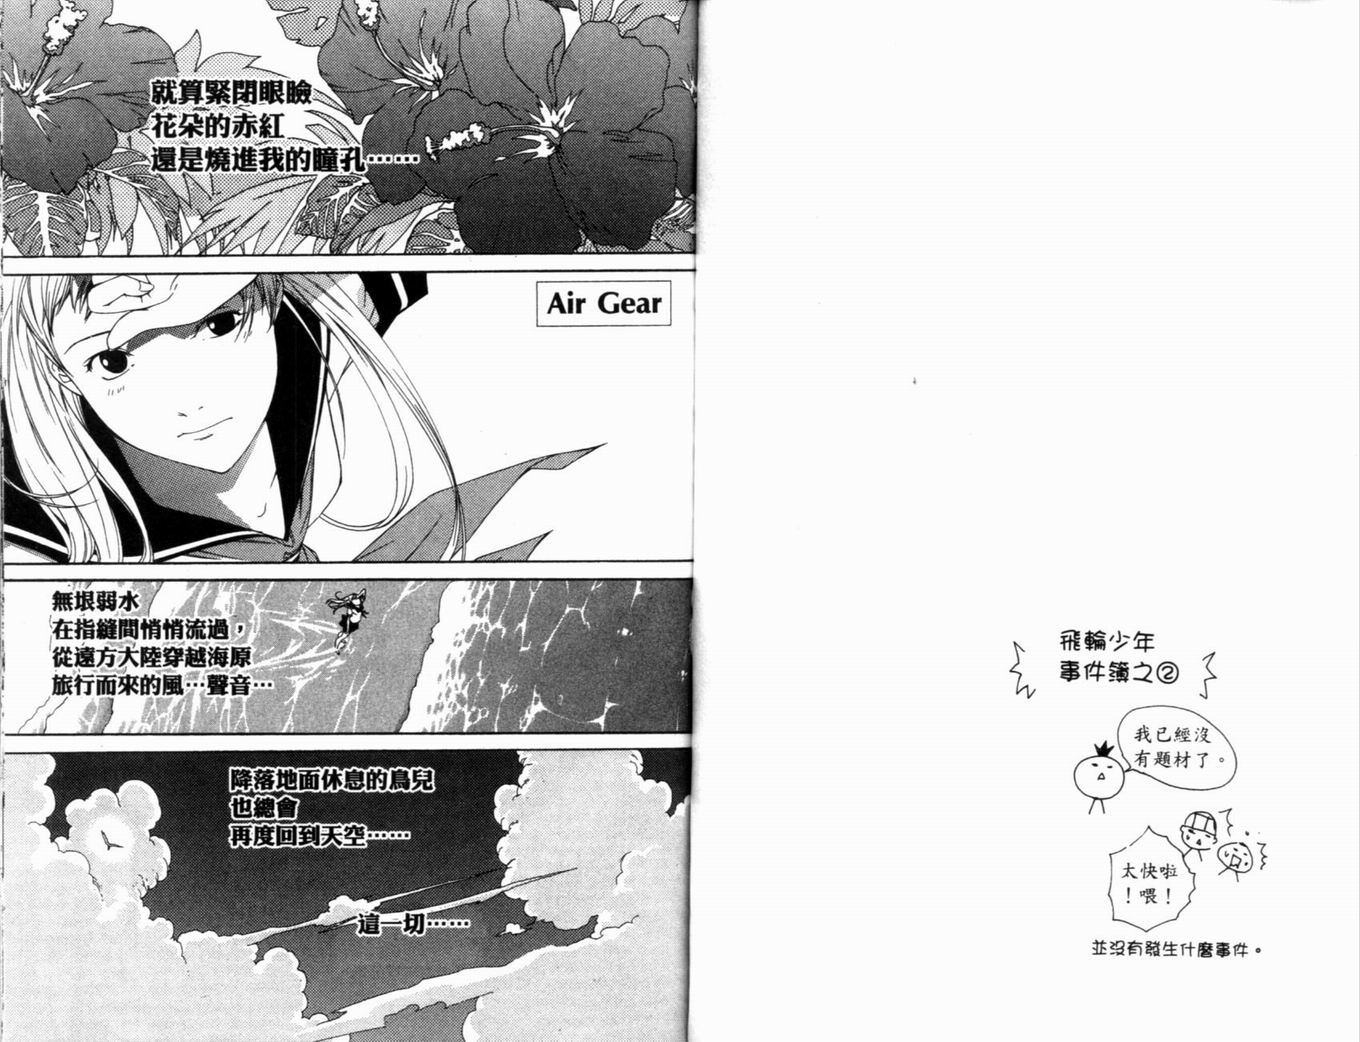 飛輪少年
事件簿之②
我已經沒
有題材了。
太快啦
！喂！
並沒有發生什麼事件。
就算緊閉眼瞼
花朵的赤紅
還是燒進我的瞳孔……
Air Gear
無垠弱水
在指縫間悄悄流過，
從遠方大陸穿越海原
旅行而來的風…聲音…
降落地面休息的鳥兒
也總會
再度回到天空……
這一切……